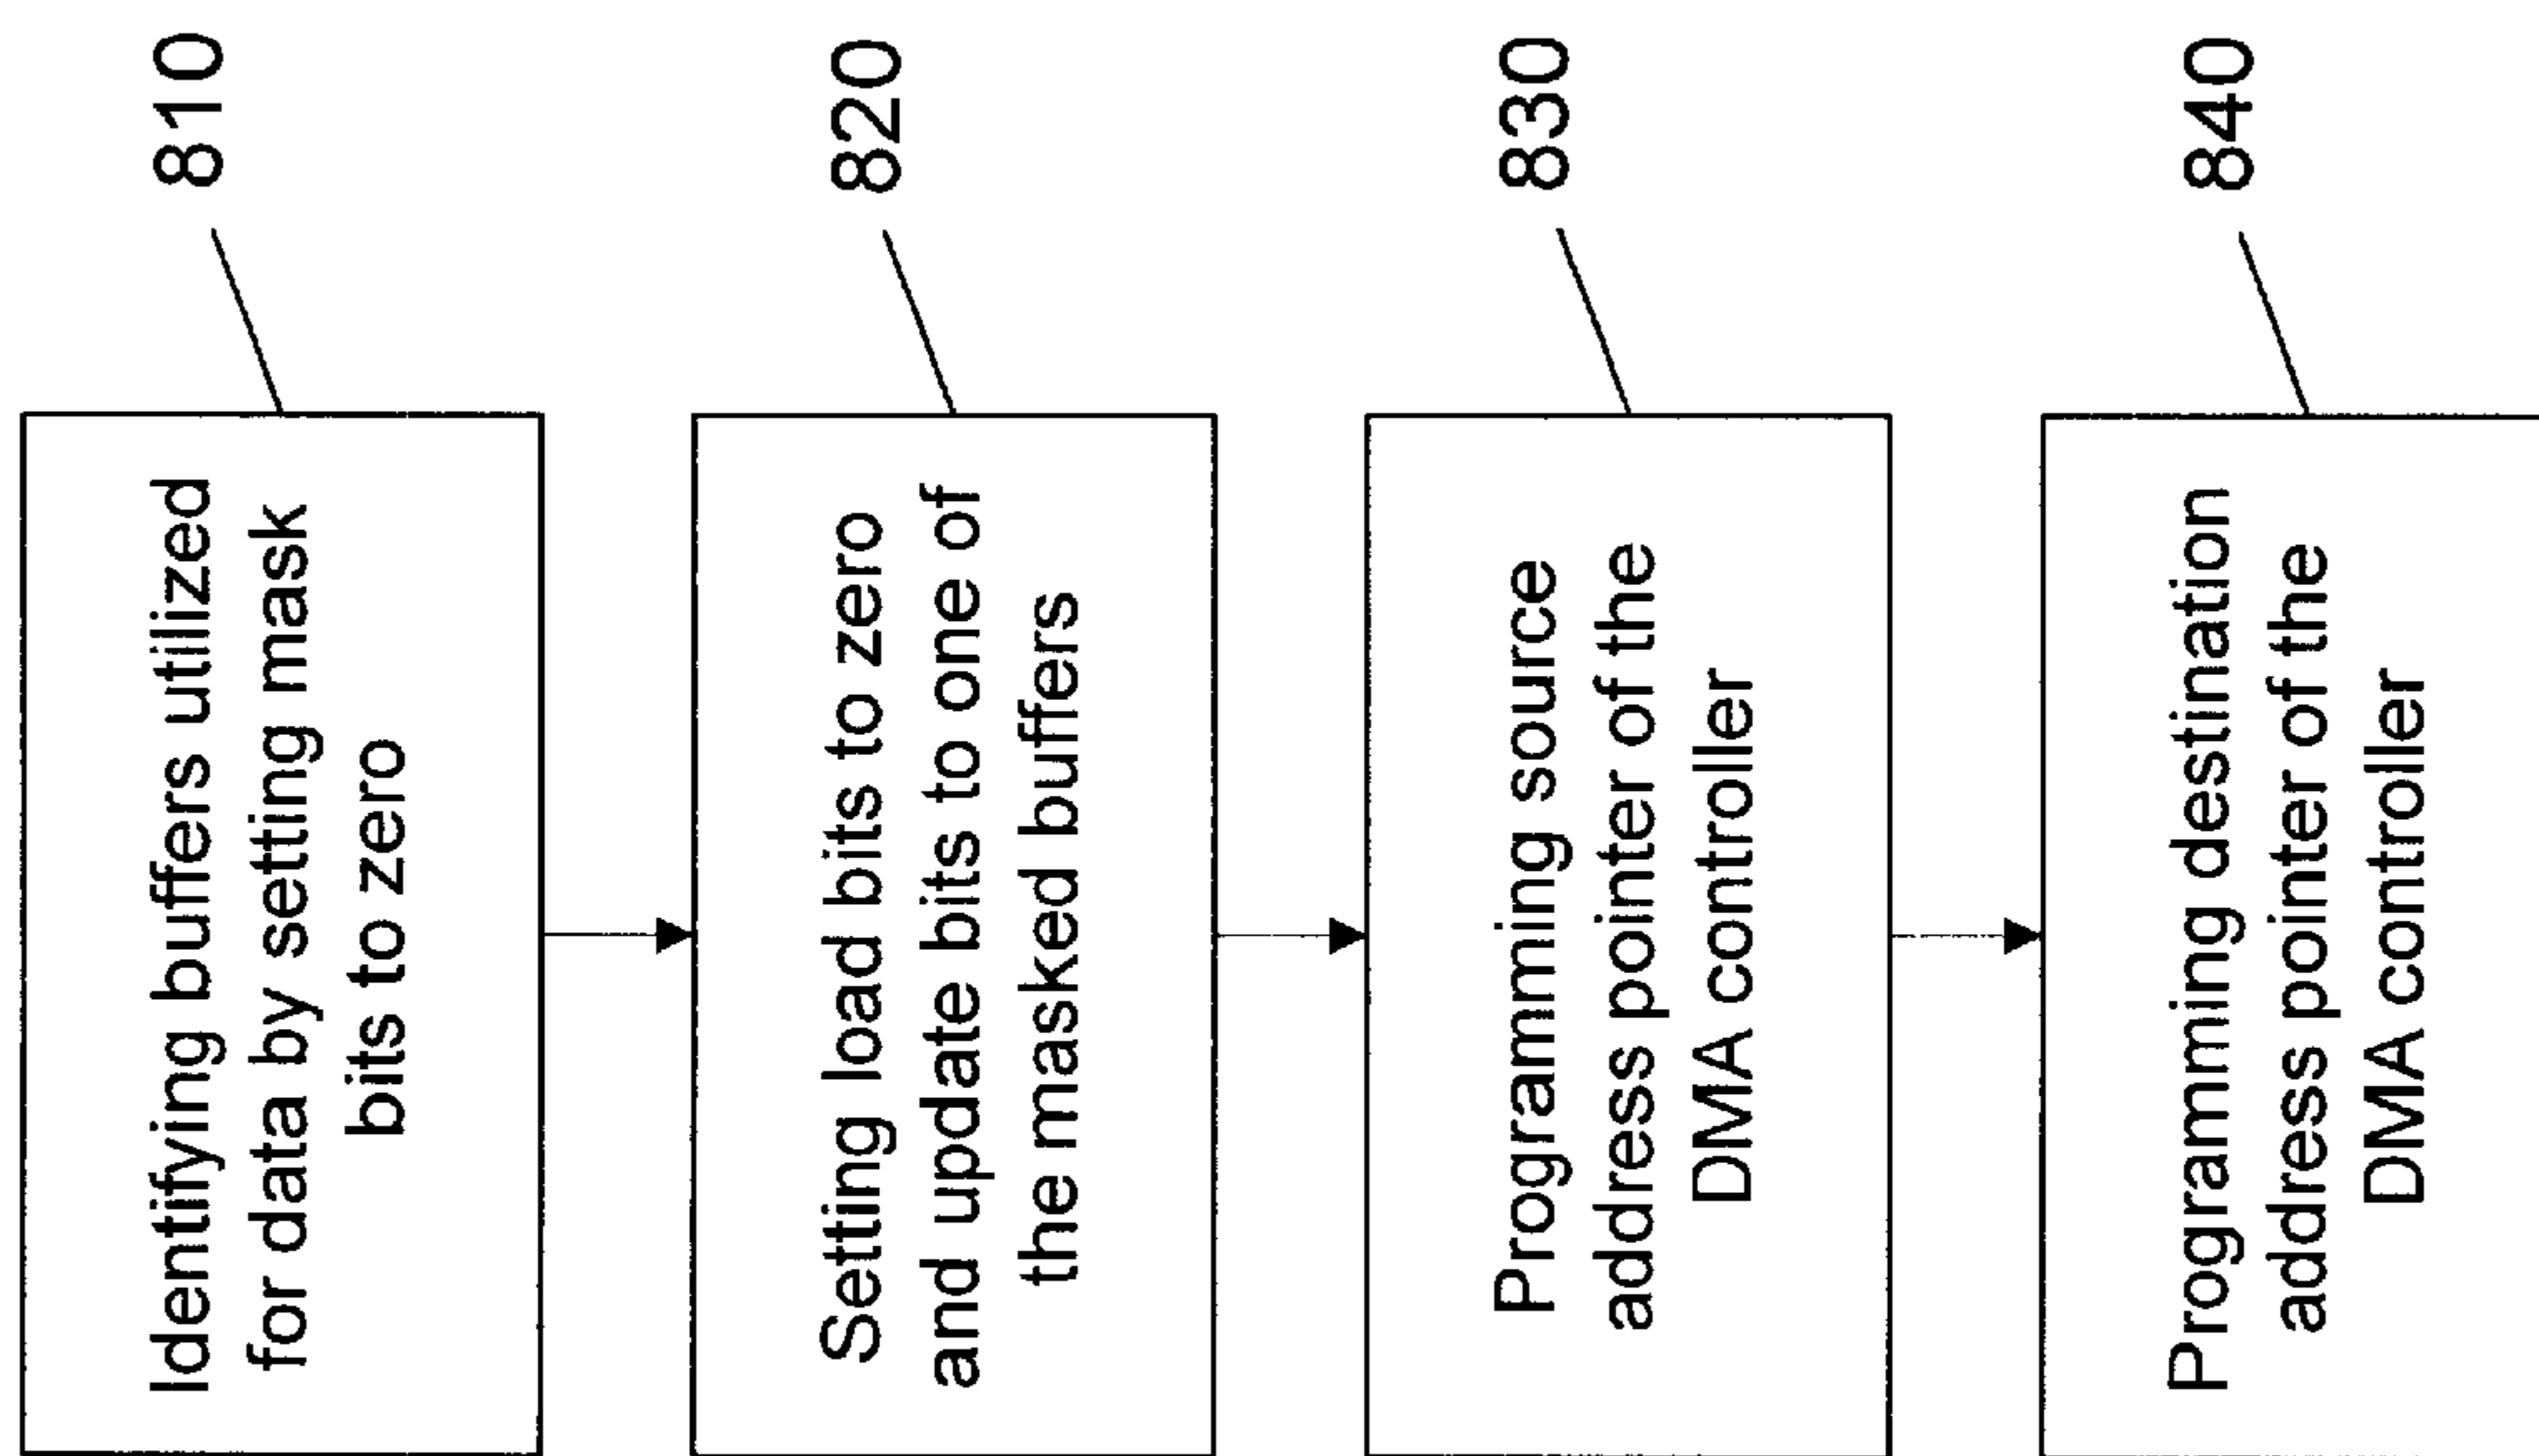 Identifying buffers utilized
for data by setting mask
bits to zero
810
Setting load bits to zero
and update bits to one of
the masked buffers
820
Programming source
address pointer of the
DMA controller
830
Programming destination
address pointer of the
DMA controller
840